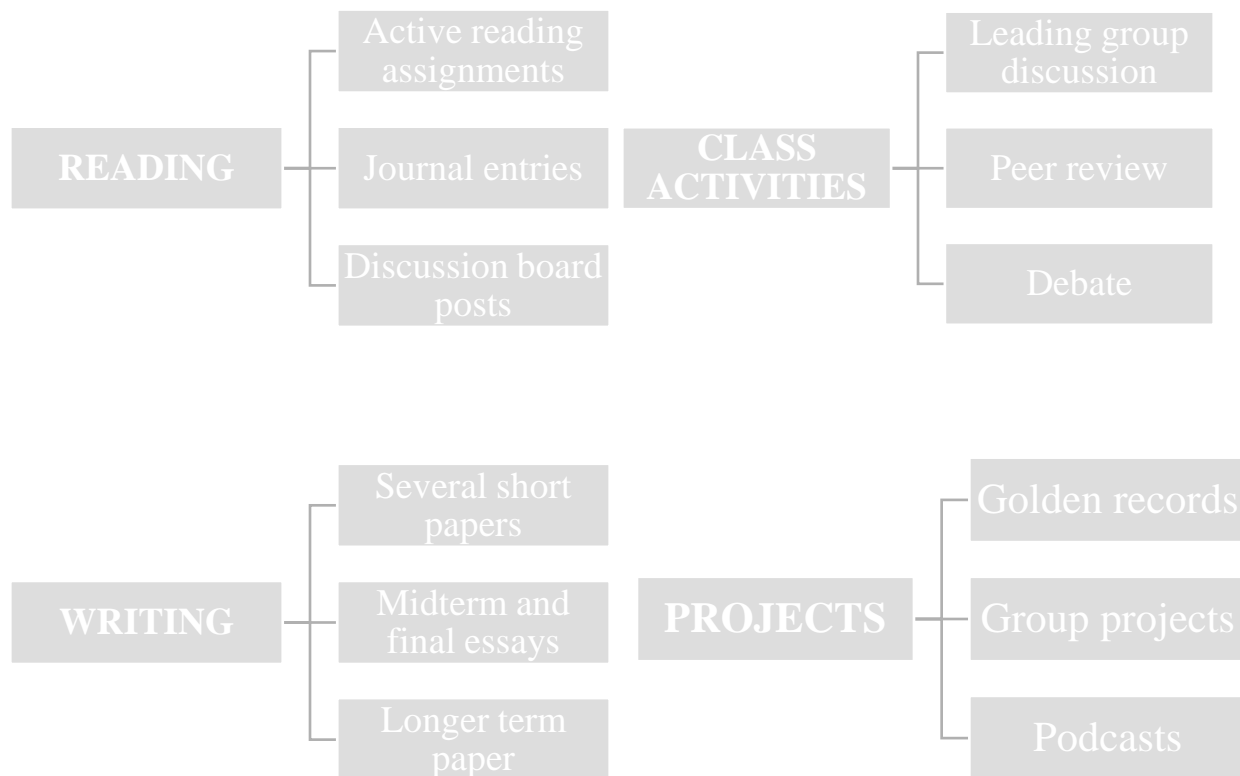 READING
Active reading
assignments
Journal entries
Discussion board
posts
CLASS
ACTIVITIES
Leading group
discussion
Peer review
Debate
WRITING
Several short
papers
Midterm and
final essays
Longer term
paper
PROJECTS
Golden records
Group projects
Podcasts